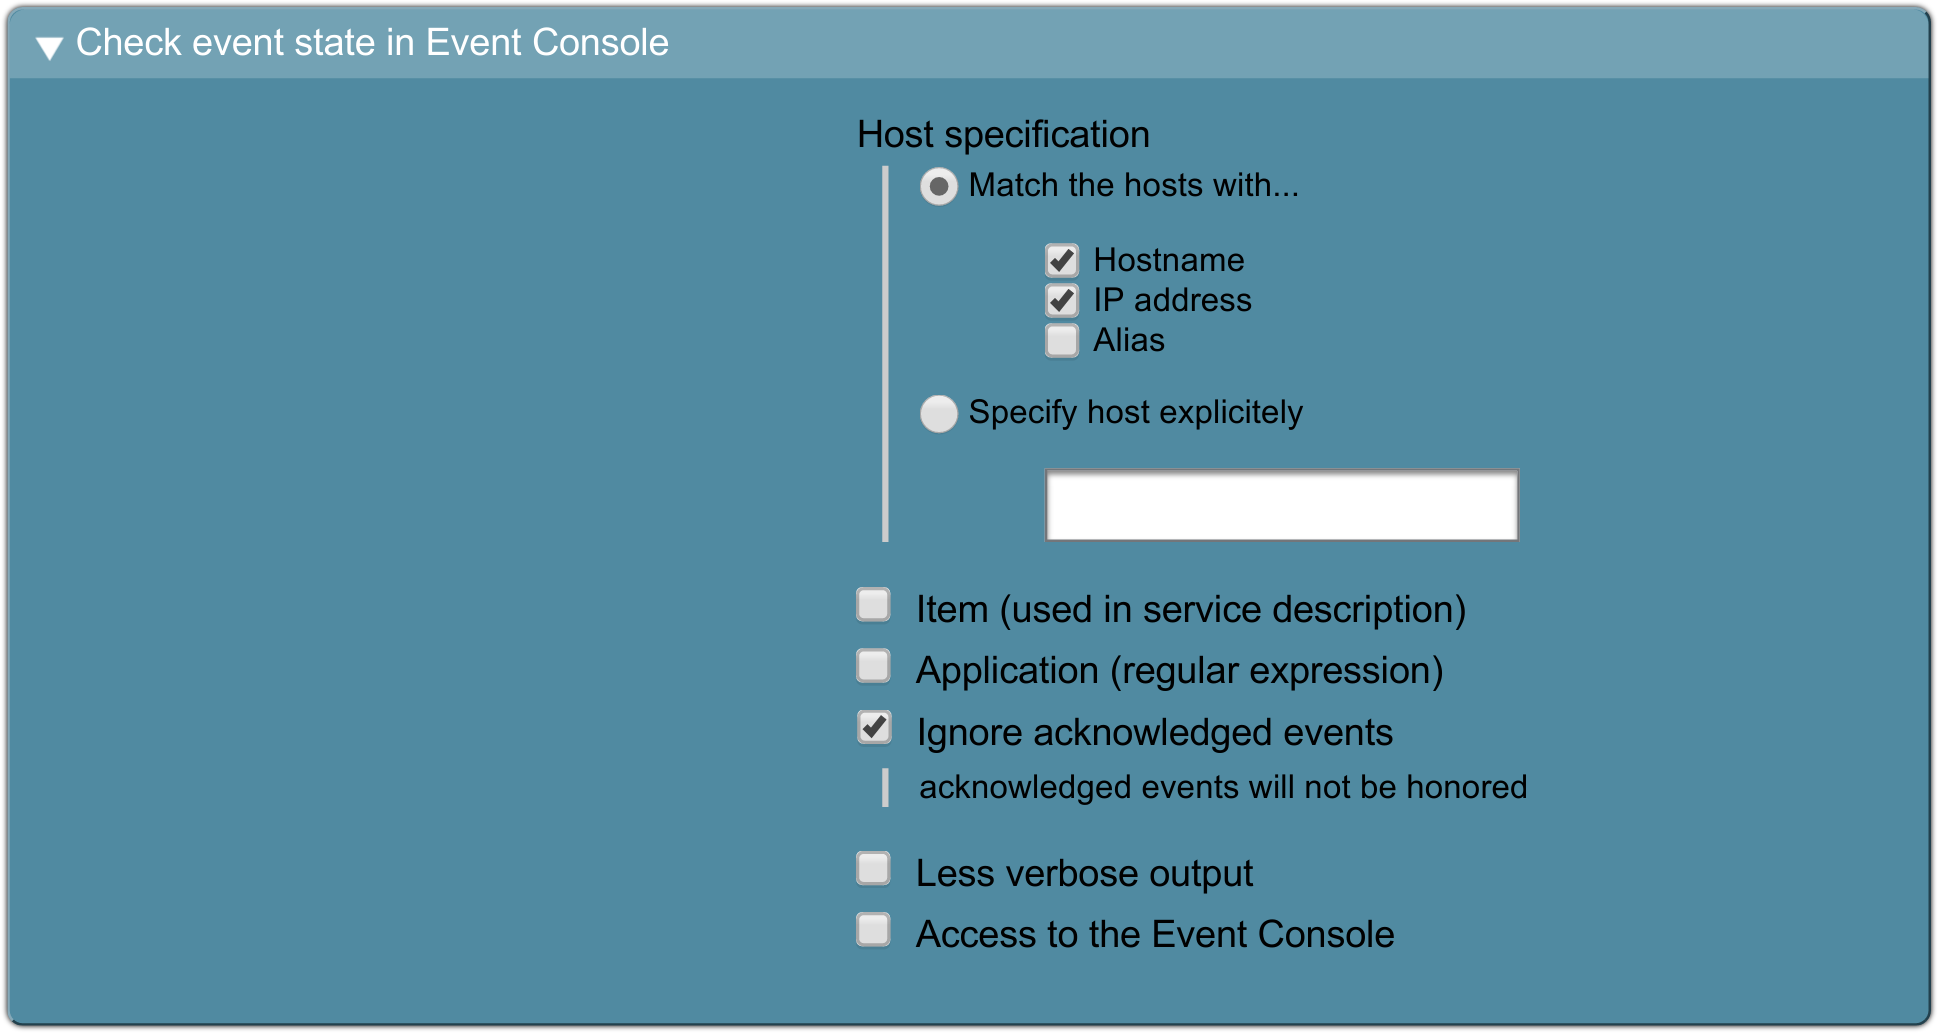 Check event state in Event Console
Host specification
Match the hosts with...
Hostname
IP address
Alias
Specify host explicitely
Item (used in service description)
Application (regular expression)
Ignore acknowledged events
acknowledged events will not be honored
Less verbose output
Access to the Event Console